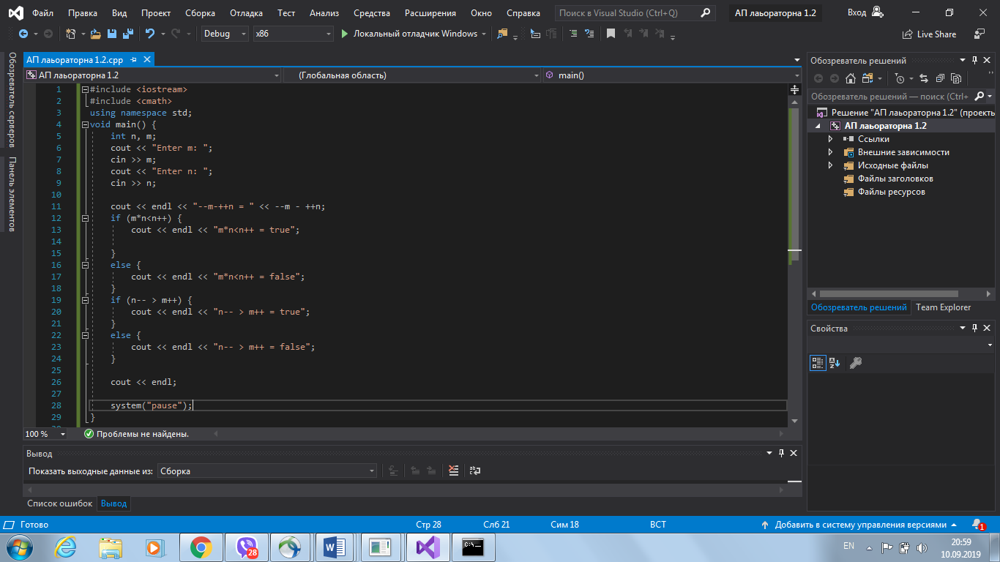 Файл Правка Вид Проект Сборка Отладка Тест Анализ Средства Расширения Окно Справка Поиск в Visual Studio (Ctrl+Q) АП лаьораторна 1.2 Вход
Debug x86 Локальный отладчик Windows Live Share
Обозреватель серверов
Панель элементов
АП лаьораторна 1.2.cpp
АП лаьораторна 1.2 (Глобальная область) main()
1 #include <iostream>
2 #include <cmath>
3 using namespace std;
4 void main() {
5 int n, m;
6 cout << "Enter m: ";
7 cin >> m;
8 cout << "Enter n: ";
9 cin >> n;
10
11 cout << endl << "--m-++n = " << --m - ++n;
12 if (m*n<n++) {
13 cout << endl << "m*n<n++ = true";
14
15 }
16 else {
17 cout << endl << "m*n<n++ = false";
18 }
19 if (n-- > m++) {
20 cout << endl << "n-- > m++ = true";
21 }
22 else {
23 cout << endl << "n-- > m++ = false";
24 }
25
26 cout << endl;
27
28 system("pause");
29 }
100 % Проблемы не найдены.
Вывод
Показать выходные данные из: Сборка
Список ошибок Вывод
Обозреватель решений
Обозреватель решений — поиск (Ctrl+
Решение "АП лаьораторна 1.2" (проекть
АП лаьораторна 1.2
Ссылки
Внешние зависимости
Исходные файлы
Файлы заголовков
Файлы ресурсов
Обозреватель решений Team Explorer
Свойства
Готово Стр 28 Слб 21 Сим 18 ВСТ Добавить в систему управления версиями 1
28 EN 20:59
10.09.2019